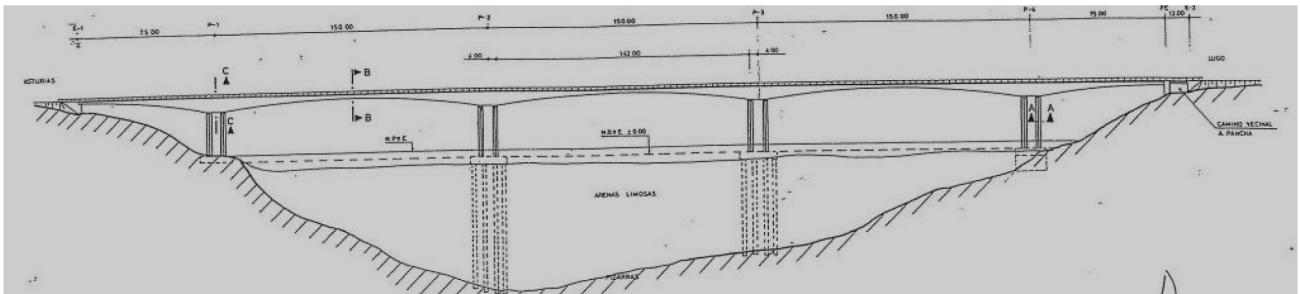 E-1
P-1
P-2
P-3
P-4
P.E.
E-2
75.00
150.00
150.00
150.00
75.00
12.00
4.00
142.00
4.00
ASTURIAS
C
B
LUGO
B
C
A
A
CAMINO VECINAL
A PANCHA
N.P.V.E.
N.B.V.E. ± 0.00
ARENAS LIMOSAS
PIZARRAS